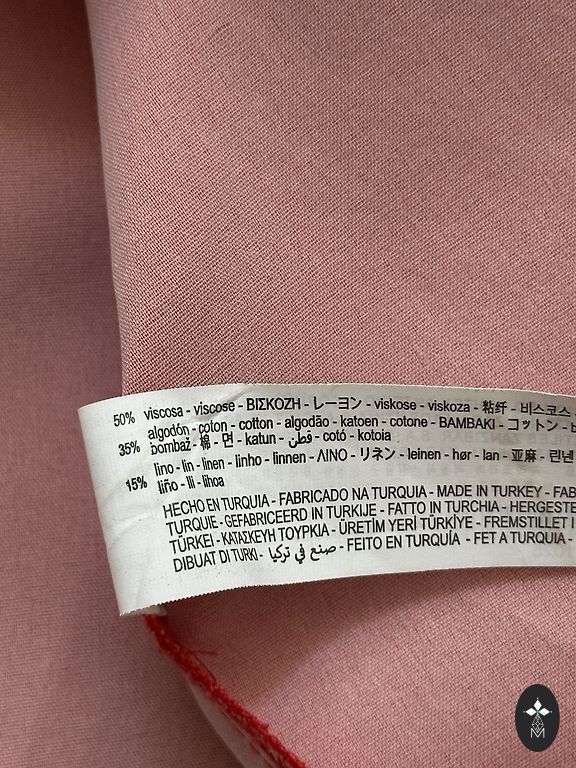 50% viscosa - viscose - ΒΙΣΚΟΖΗ - レーヨン - viskose - viskoza - 粘纤 - 비스코스 -
algodón - coton - cotton - algodão - katoen - cotone - BAMBAKI - コットン -
35% bombaž - 棉 - 면 - katun - قطن - cotó - kotoia
lino - lin - linen - linho - linnen - ΛΙΝΟ - リネン - leinen - hør - lan - 亚麻 - 린넨
15% liño - lli - lihoa
HECHO EN TURQUIA - FABRICADO NA TURQUIA - MADE IN TURKEY - FAB
TURQUIE - GEFABRICEERD IN TURKIJE - FATTO IN TURCHIA - HERGESTE
TÜRKEI - ΚΑΤΑΣΚΕΥΗ ΤΟΥΡΚΙΑ - ÜRETİM YERİ TÜRKİYE - FREMSTILLET I
DIBUAT DI TURKI - صنع في تركيا - FEITO EN TURQUÍA - FET A TURQUIA -